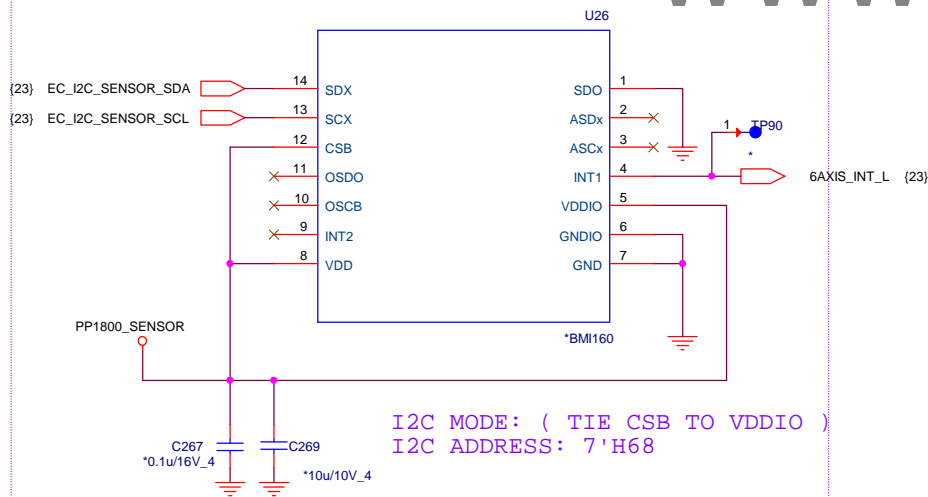 U26
{23} EC_I2C_SENSOR_SDA 14 SDX SDO 1
{23} EC_I2C_SENSOR_SCL 13 SCX ASDx 2
12 CSB ASCx 3
1 TP90
*
11 OSDO INT1 4 6AXIS_INT_L {23}
10 OSCB VDDIO 5
9 INT2 GNDIO 6
8 VDD GND 7
PP1800_SENSOR
*BMI160
I2C MODE: ( TIE CSB TO VDDIO )
I2C ADDRESS: 7'H68
C267 C269
*0.1u/16V_4
*10u/10V_4